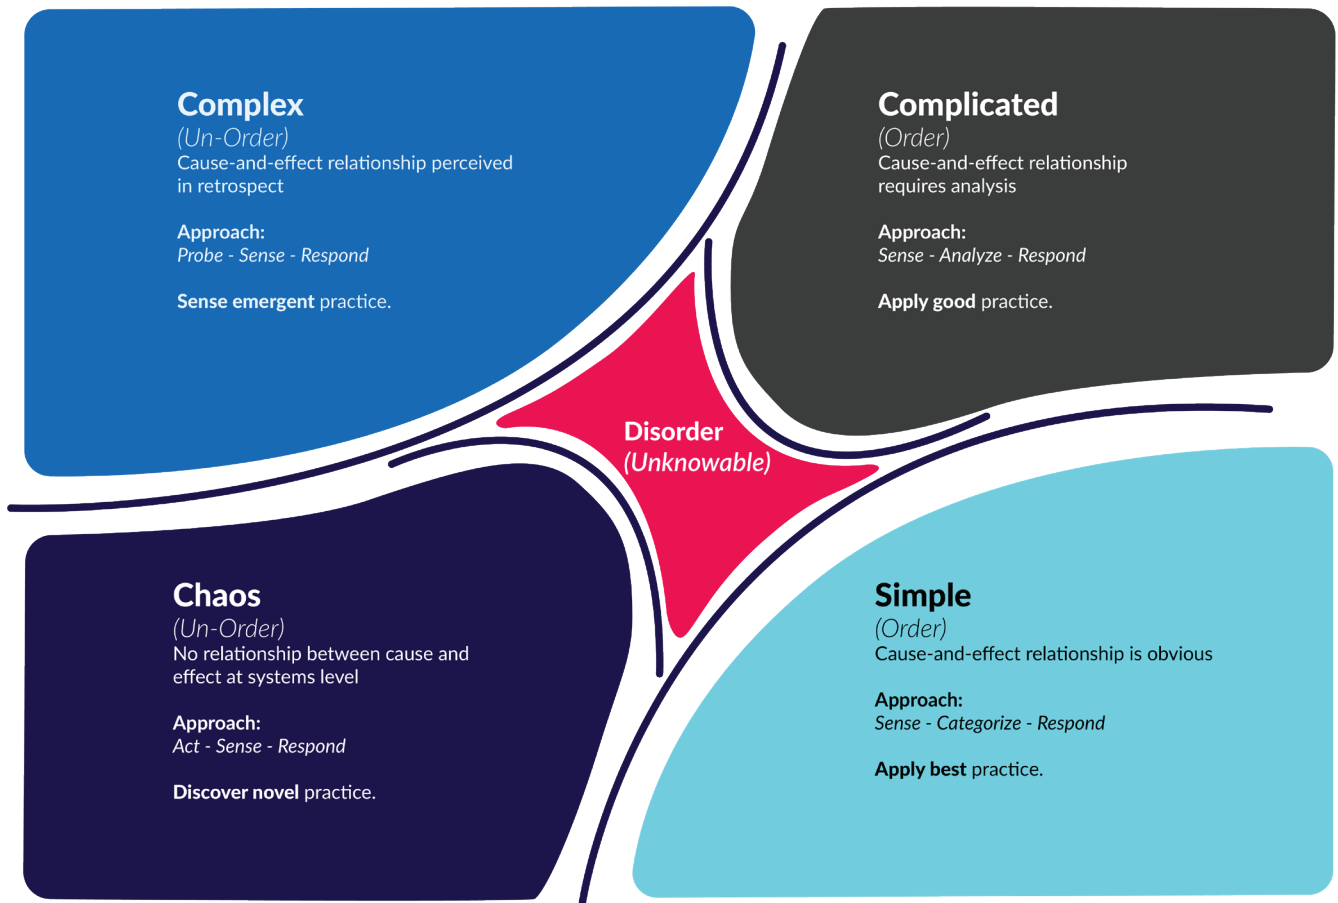 Complex
(Un-Order)
Cause-and-effect relationship perceived
in retrospect
Approach:
Probe - Sense - Respond
Sense emergent practice.
Complicated
(Order)
Cause-and-effect relationship
requires analysis
Approach:
Sense - Analyze - Respond
Apply good practice.
Disorder
(Unknowable)
Chaos
(Un-Order)
No relationship between cause and
effect at systems level
Approach:
Act - Sense - Respond
Discover novel practice.
Simple
(Order)
Cause-and-effect relationship is obvious
Approach:
Sense - Categorize - Respond
Apply best practice.